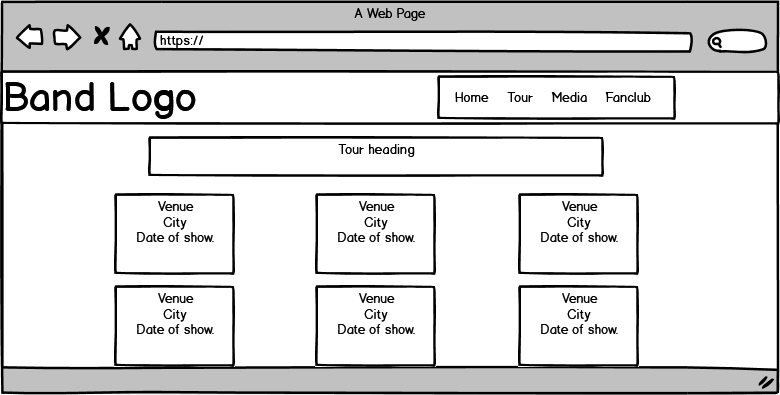 A Web Page
https://
Band Logo
Home Tour Media Fanclub
Tour heading
Venue
City
Date of show.
Venue
City
Date of show.
Venue
City
Date of show.
Venue
City
Date of show.
Venue
City
Date of show.
Venue
City
Date of show.